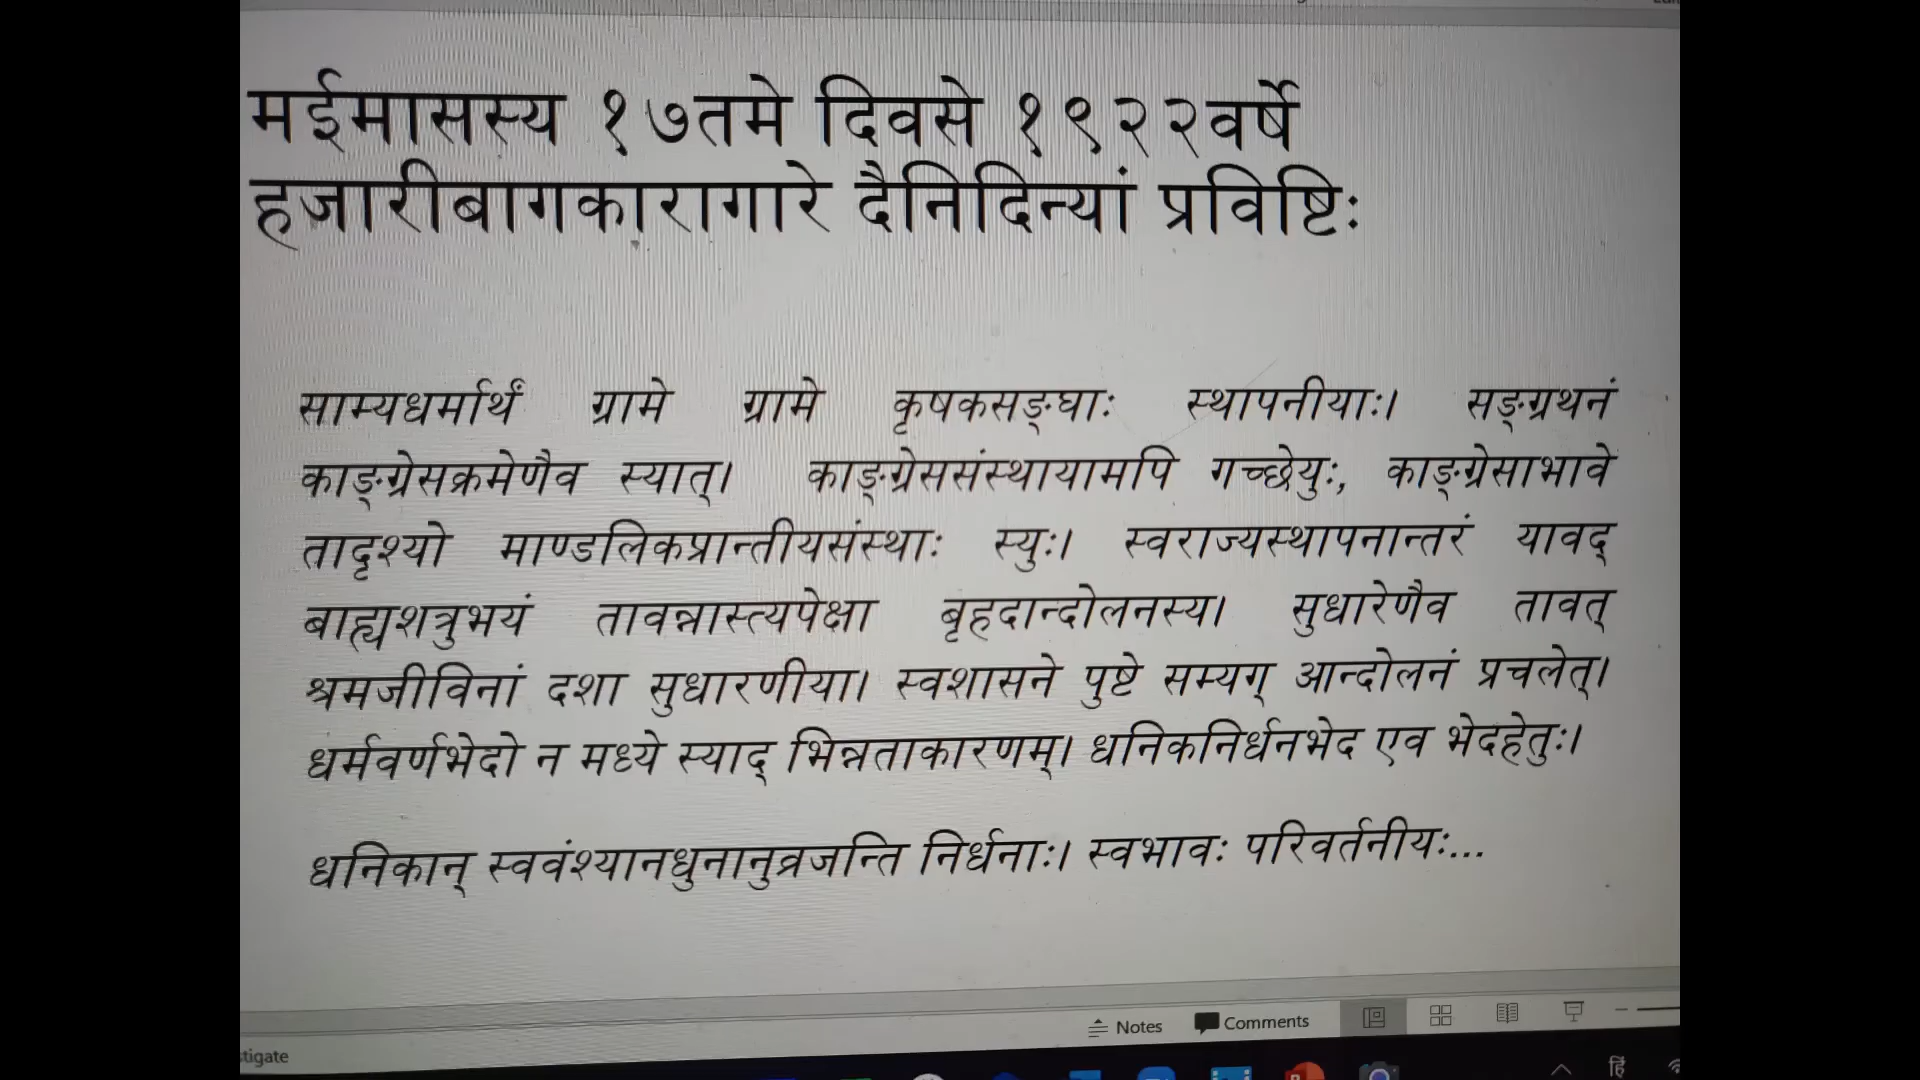 मईमासस्य १७तमे दिवसे १९२२वर्षे
हजारीबागकारागारे दैनिदिन्यां प्रविष्टिः
साम्यधर्मार्थं ग्रामे ग्रामे कृषकसङ्घाः स्थापनीयाः। सङ्ग्रथनं
काङ्ग्रेसक्रमेणैव स्यात्। काङ्ग्रेससंस्थायामपि गच्छेयुः, काङ्ग्रेसाभावे
तादृश्यो माण्डलिकप्रान्तीयसंस्थाः स्युः। स्वराज्यस्थापनान्तरं यावद्
बाह्यशत्रुभयं तावन्नास्त्यपेक्षा बृहदान्दोलनस्य। सुधारेणैव तावत्
श्रमजीविनां दशा सुधारणीया। स्वशासने पुष्टे सम्यग् आन्दोलनं प्रचलेत्।
धर्मवर्णभेदो न मध्ये स्याद् भिन्नताकारणम्। धनिकनिर्धनभेद एव भेदहेतुः।
धनिकान् स्ववंश्यानधुनानुव्रजन्ति निर्धनाः। स्वभावः परिवर्तनीयः...
Notes Comments
tigate
हिं